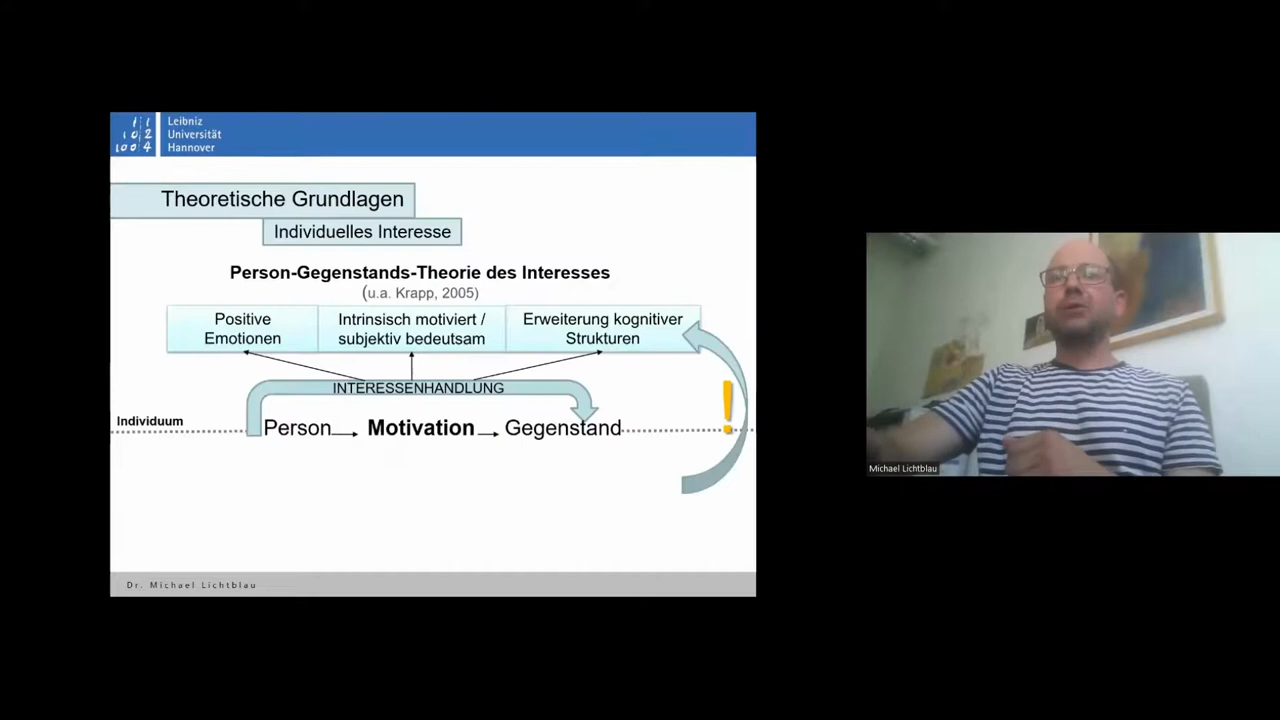 Leibniz
Universität
Hannover
Theoretische Grundlagen
Individuelles Interesse
Person-Gegenstands-Theorie des Interesses
(u.a. Krapp, 2005)
Positive
Emotionen
Intrinsisch motiviert /
subjektiv bedeutsam
Erweiterung kognitiver
Strukturen
INTERESSENHANDLUNG
!
Individuum
Person
Motivation
Gegenstand
Michael Lichtblau
Dr. Michael Lichtblau